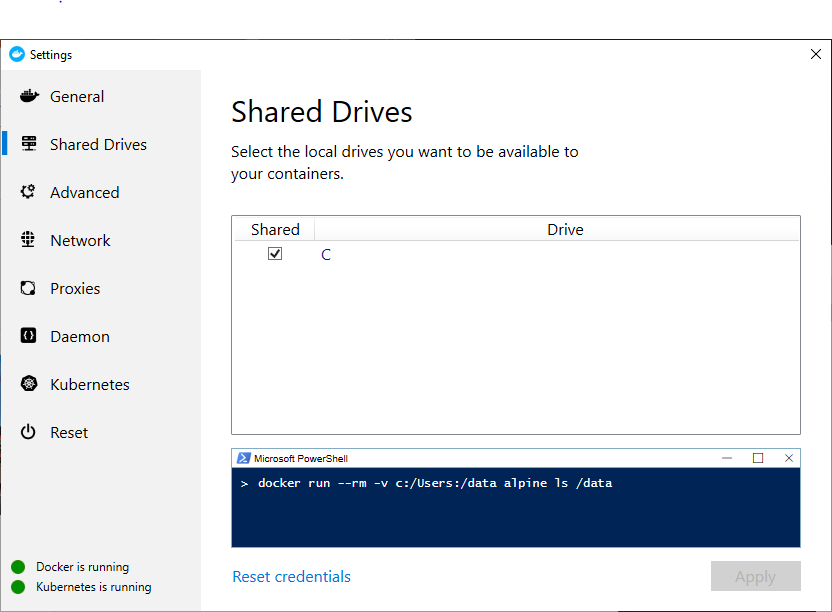 Settings
General
Shared Drives
Advanced
Network
Proxies
Daemon
Kubernetes
Reset
Docker is running
Kubernetes is running
Shared Drives
Select the local drives you want to be available to
your containers.
Shared Drive
C
Microsoft PowerShell
> docker run --rm -v c:/Users:/data alpine ls /data
Reset credentials
Apply